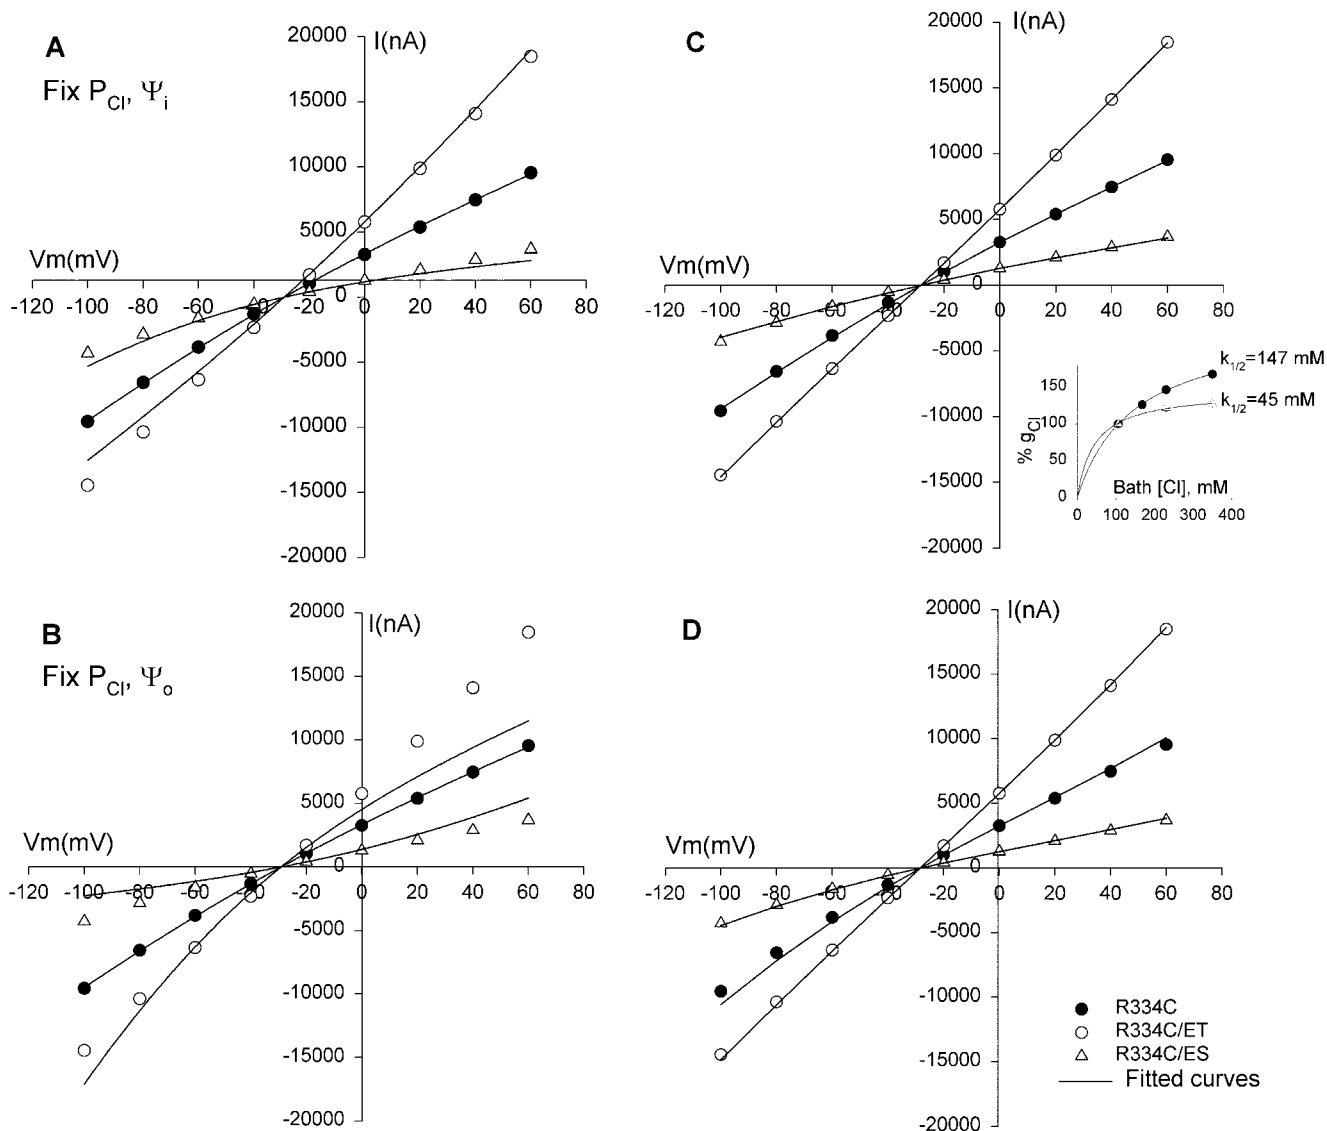 A
Fix P_Cl, Ψ_i
I(nA)
20000
15000
10000
5000
0
-5000
-10000
-15000
-20000
Vm(mV)
-120 -100 -80 -60 -40 -20 0 20 40 60 80
C
I(nA)
20000
15000
10000
5000
0
-5000
-10000
-15000
-20000
Vm(mV)
-120 -100 -80 -60 -40 -20 0 20 40 60 80
k_1/2=147 mM
k_1/2=45 mM
% g_Cl
150
100
50
0
Bath [Cl], mM
0 100 200 300 400
B
Fix P_Cl, Ψ_o
I(nA)
20000
15000
10000
5000
0
-5000
-10000
-15000
-20000
Vm(mV)
-120 -100 -80 -60 -40 -20 0 20 40 60 80
D
I(nA)
20000
15000
10000
5000
0
-5000
-10000
-15000
-20000
Vm(mV)
-120 -100 -80 -60 -40 -20 0 20 40 60 80
R334C
R334C/ET
R334C/ES
Fitted curves